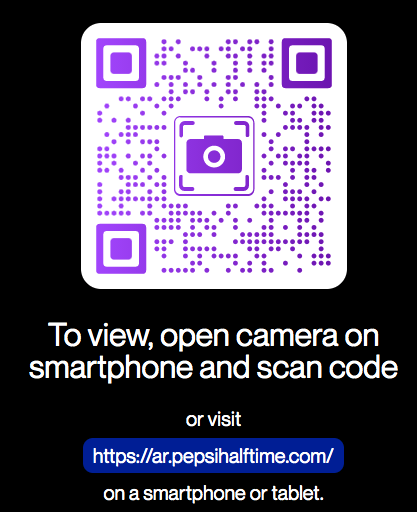 To view, open camera on
smartphone and scan code
or visit
https://ar.pepsihalftime.com/
on a smartphone or tablet.